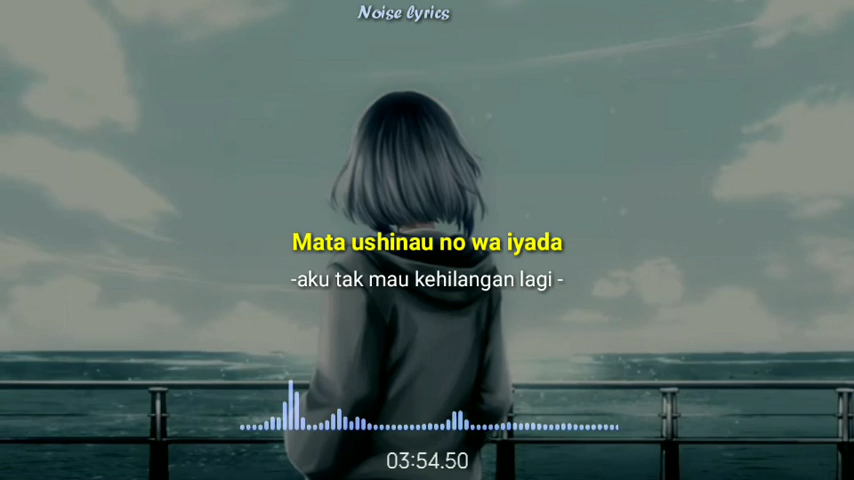 Noise lyrics
Mata ushinau no wa iyada
-aku tak mau kehilangan lagi -
03:54.50